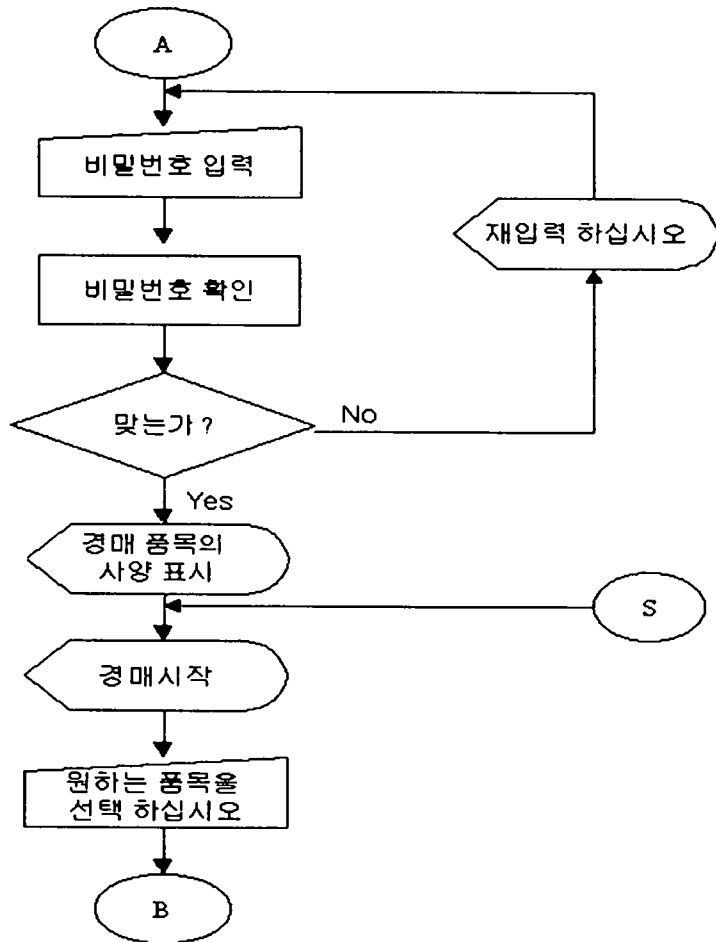 A
비밀번호 입력
재입력 하십시오
비밀번호 확인
맞는가 ?
No
Yes
경매 품목의
사양 표시
S
경매시작
원하는 품목을
선택 하십시오
B